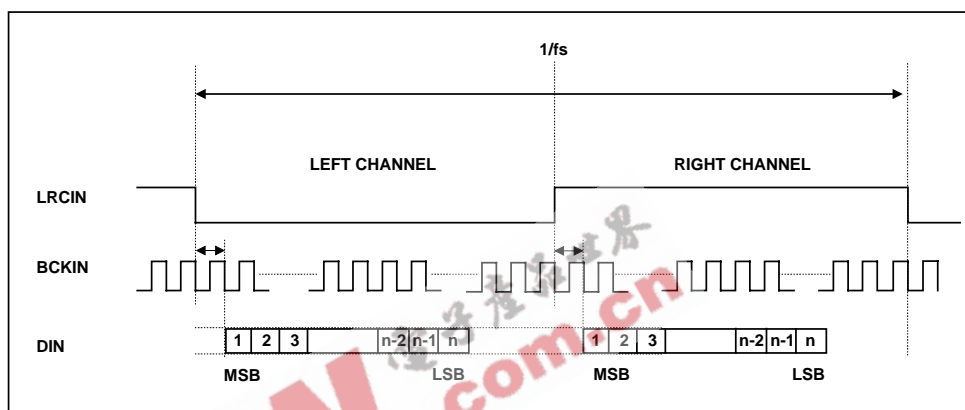 1/fs
LEFT CHANNEL RIGHT CHANNEL
LRCIN
BCKIN
DIN
1 2 3 n-2 n-1 n 1 2 3 n-2 n-1 n
MSB LSB MSB LSB
com.cn